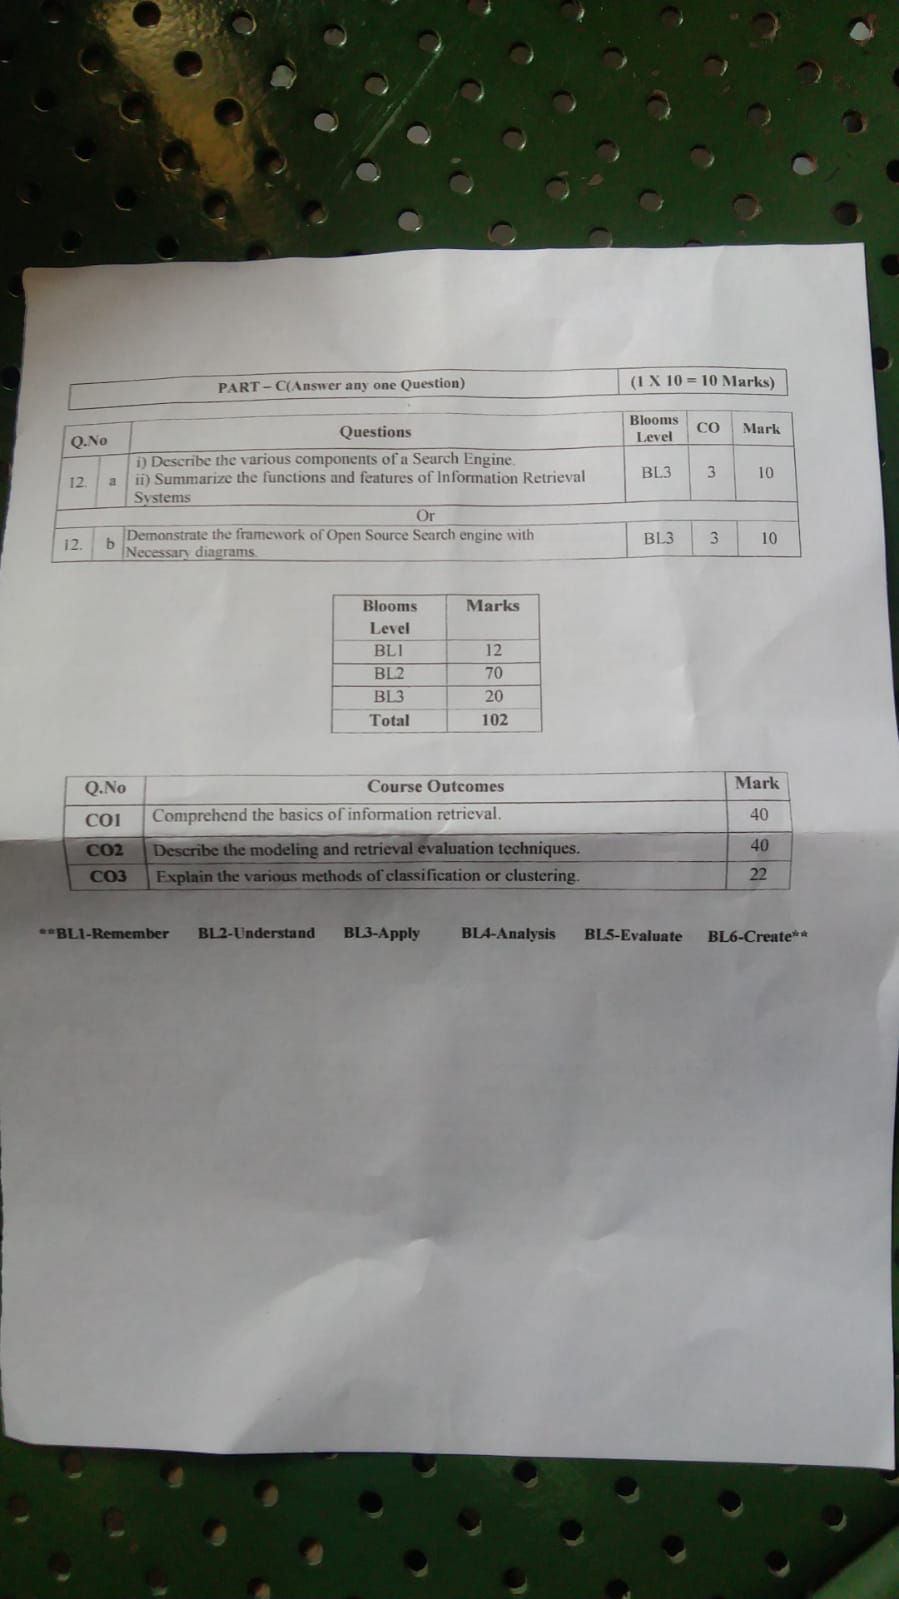 PART – C(Answer any one Question) (1 X 10 = 10 Marks)
Q.No Questions Blooms Level CO Mark
12. a i) Describe the various components of a Search Engine.
ii) Summarize the functions and features of Information Retrieval
Systems BL3 3 10
Or
12. b Demonstrate the framework of Open Source Search engine with
Necessary diagrams. BL3 3 10
Blooms Level Marks
BL1 12
BL2 70
BL3 20
Total 102
Q.No Course Outcomes Mark
CO1 Comprehend the basics of information retrieval. 40
CO2 Describe the modeling and retrieval evaluation techniques. 40
CO3 Explain the various methods of classification or clustering. 22
**BL1-Remember BL2-Understand BL3-Apply BL4-Analysis BL5-Evaluate BL6-Create**